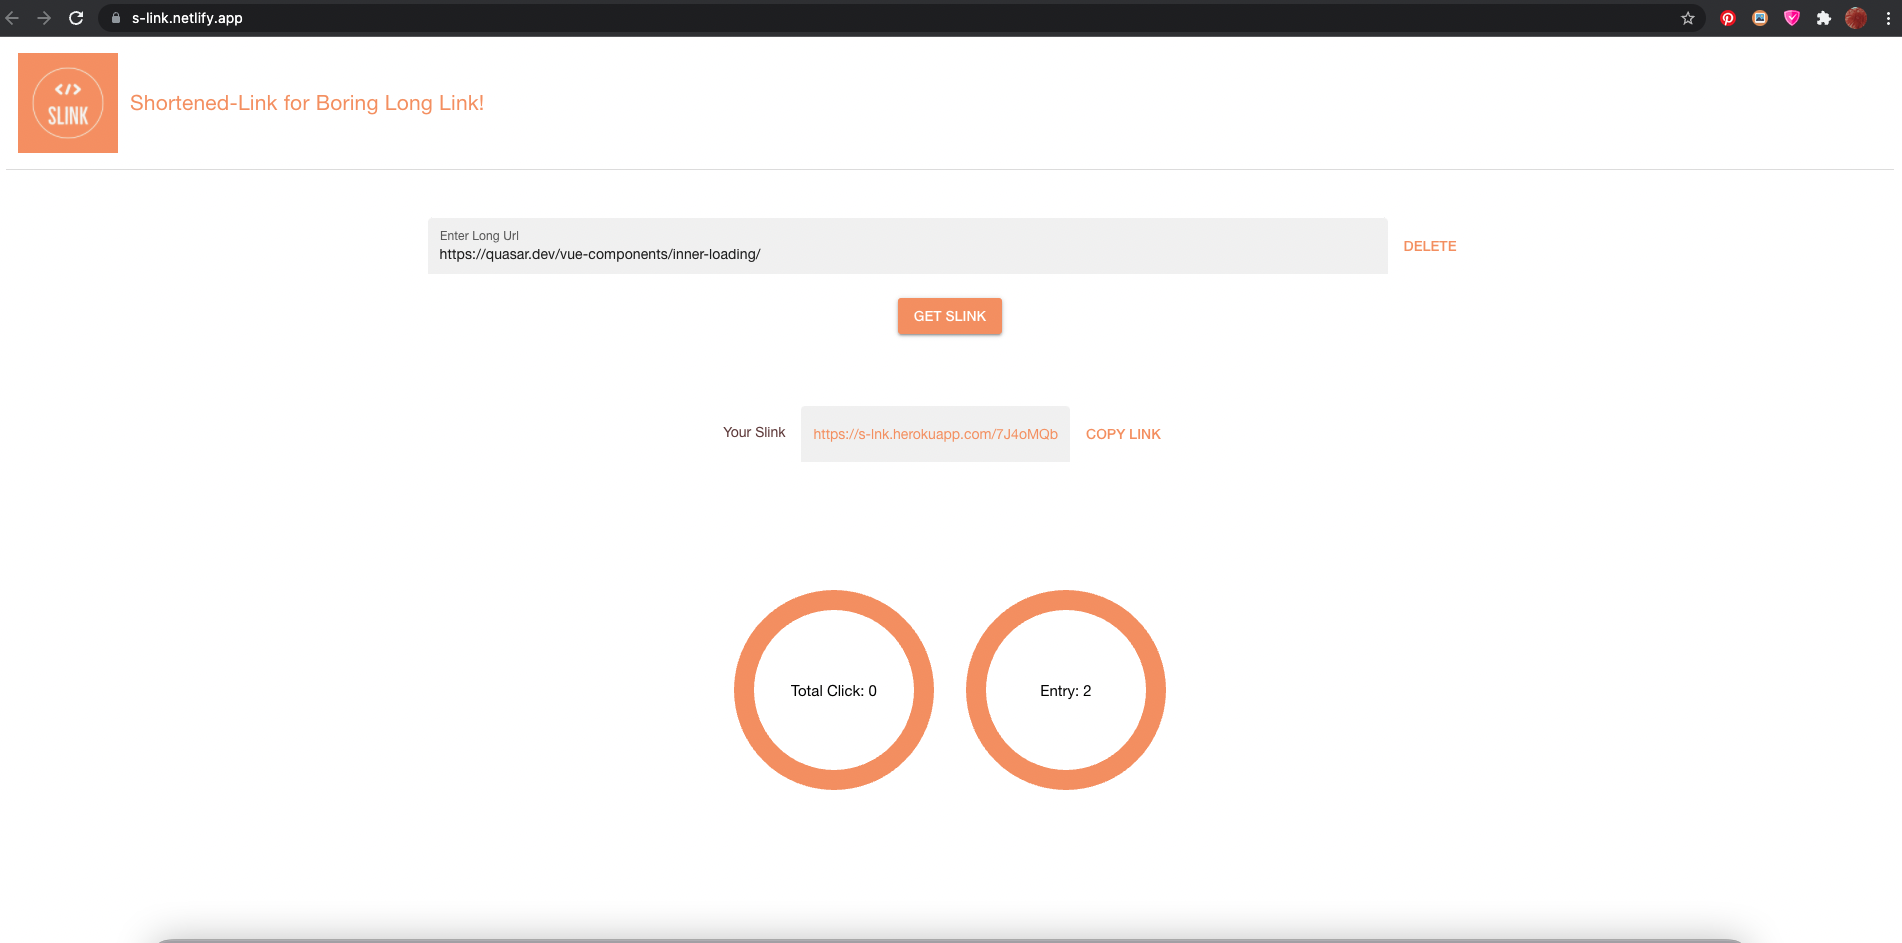 s-link.netlify.app
</>
SLINK
Shortened-Link for Boring Long Link!
Enter Long Url
https://quasar.dev/vue-components/inner-loading/
DELETE
GET SLINK
Your Slink
https://s-lnk.herokuapp.com/7J4oMQb
COPY LINK
Total Click: 0
Entry: 2